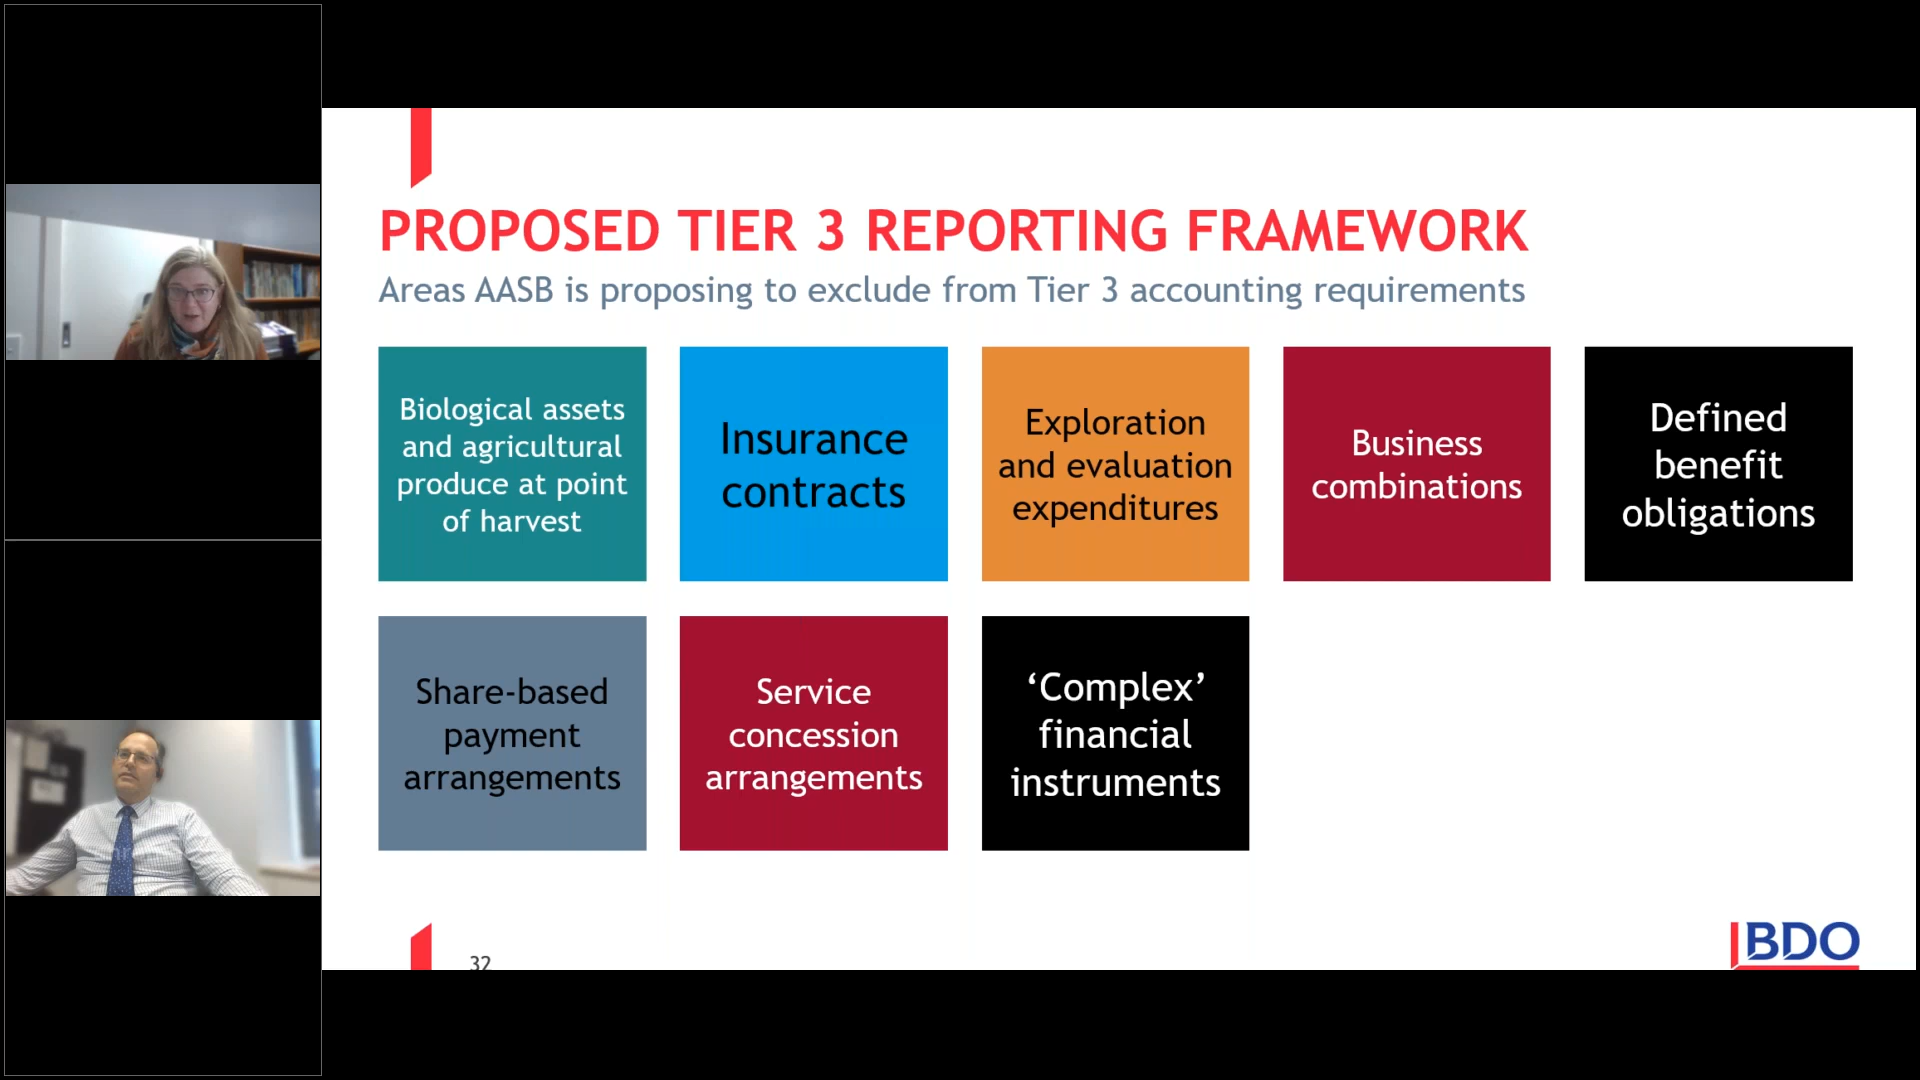 PROPOSED TIER 3 REPORTING FRAMEWORK
Areas AASB is proposing to exclude from Tier 3 accounting requirements
Biological assets
and agricultural
produce at point
of harvest
Insurance
contracts
Exploration
and evaluation
expenditures
Business
combinations
Defined
benefit
obligations
Share-based
payment
arrangements
Service
concession
arrangements
‘Complex’
financial
instruments
32
BDO